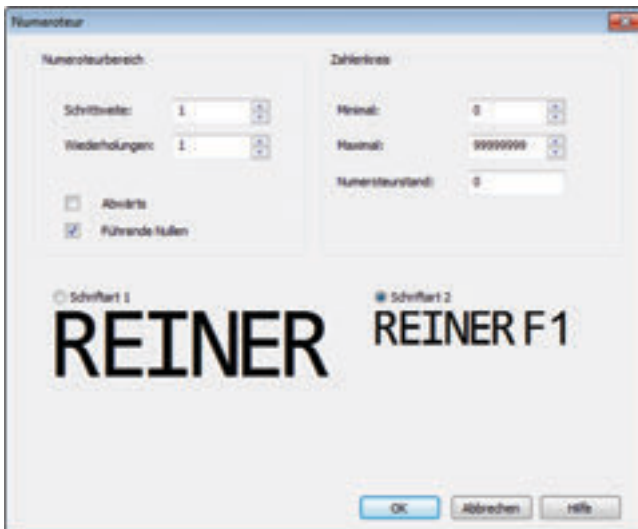 Numeroteur
Numeroteurbereich
Schrittweite: 1
Wiederholungen: 1
Abwärts
Führende Nullen
Zahlenkreis
Minimal: 0
Maximal: 99999999
Numeroteurstand: 0
Schriftart 1
REINER
Schriftart 2
REINER F1
OK Abbrechen Hilfe